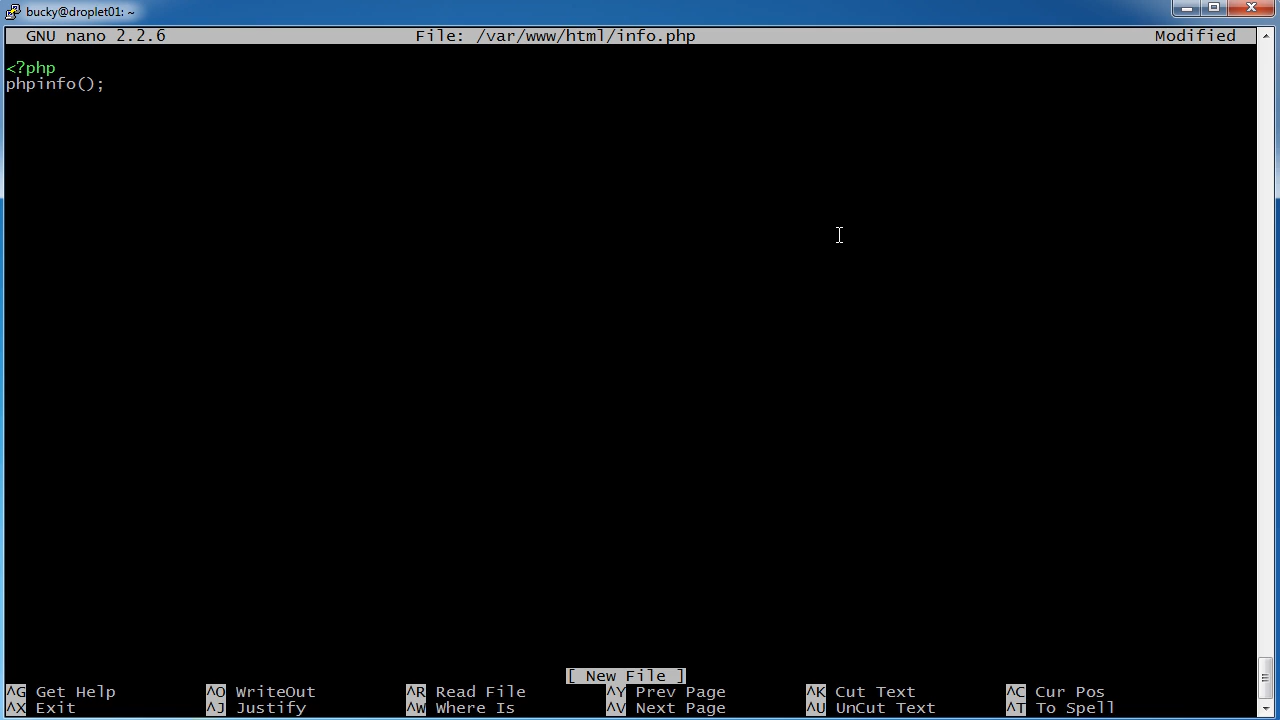 bucky@droplet01: ~
GNU nano 2.2.6 File: /var/www/html/info.php Modified
<?php
phpinfo();
[ New File ]
^G Get Help ^O WriteOut ^R Read File ^Y Prev Page ^K Cut Text ^C Cur Pos
^X Exit ^J Justify ^W Where Is ^V Next Page ^U UnCut Text ^T To Spell